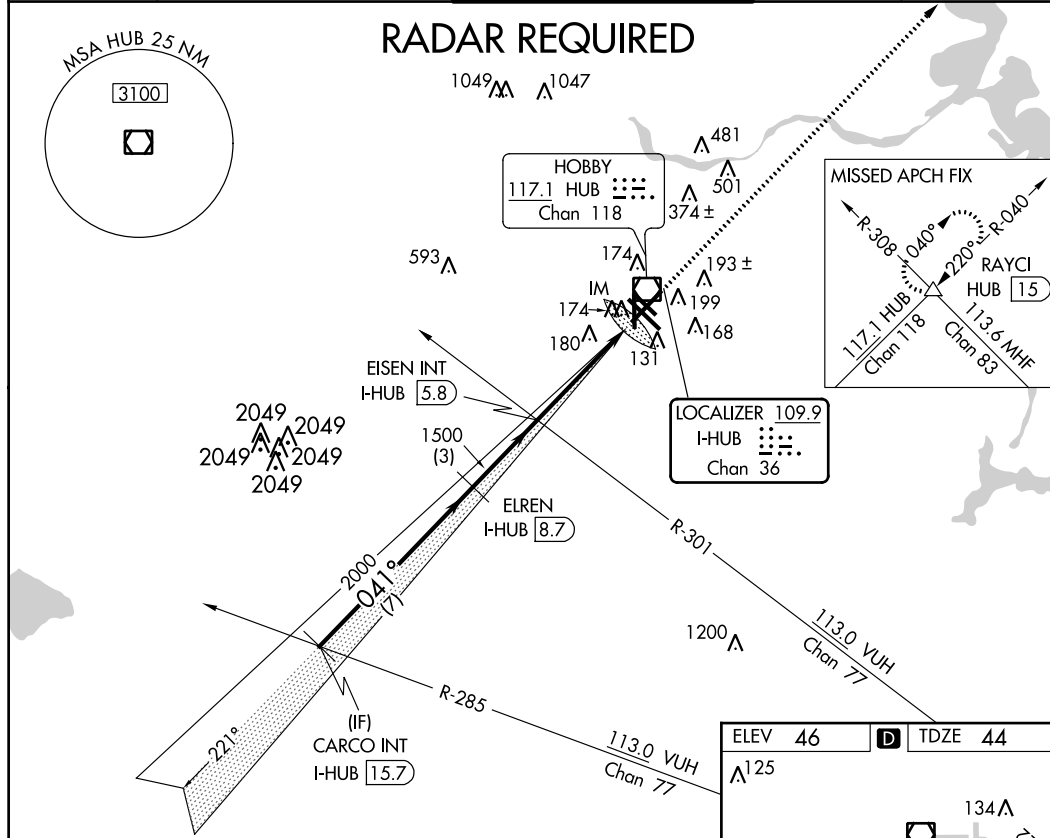 RADAR REQUIRED
MSA HUB 25 NM
3100
1049
1047
481
501
374 ±
HOBBY
117.1 HUB
Chan 118
MISSED APCH FIX
R-308
040°
220°
R-040
RAYCI
HUB 15
117.1 HUB
Chan 118
113.6 MHF
Chan 83
593
174
193 ±
IM
174
199
168
180
131
EISEN INT
I-HUB 5.8
LOCALIZER 109.9
I-HUB
Chan 36
2049
2049
2049
2049
2049
1500
(3)
ELREN
I-HUB 8.7
R-301
2000
041°
(7)
113.0 VUH
Chan 77
1200
R-285
(IF)
CARCO INT
I-HUB 15.7
221°
113.0 VUH
Chan 77
ELEV 46
D
TDZE 44
125
134